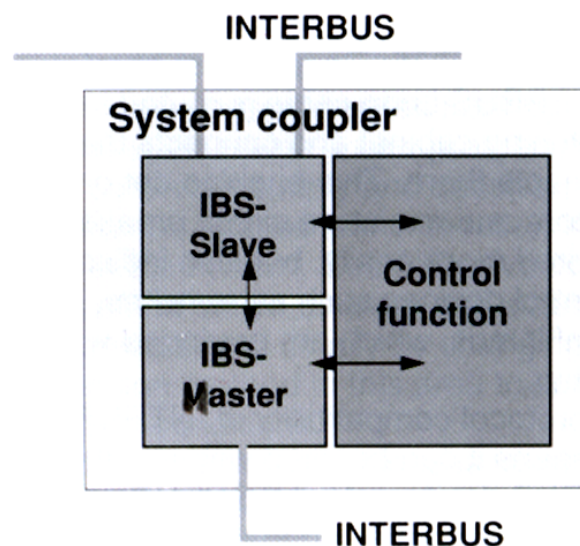 INTERBUS
System coupler
IBS-
Slave
Control
function
IBS-
Master
INTERBUS